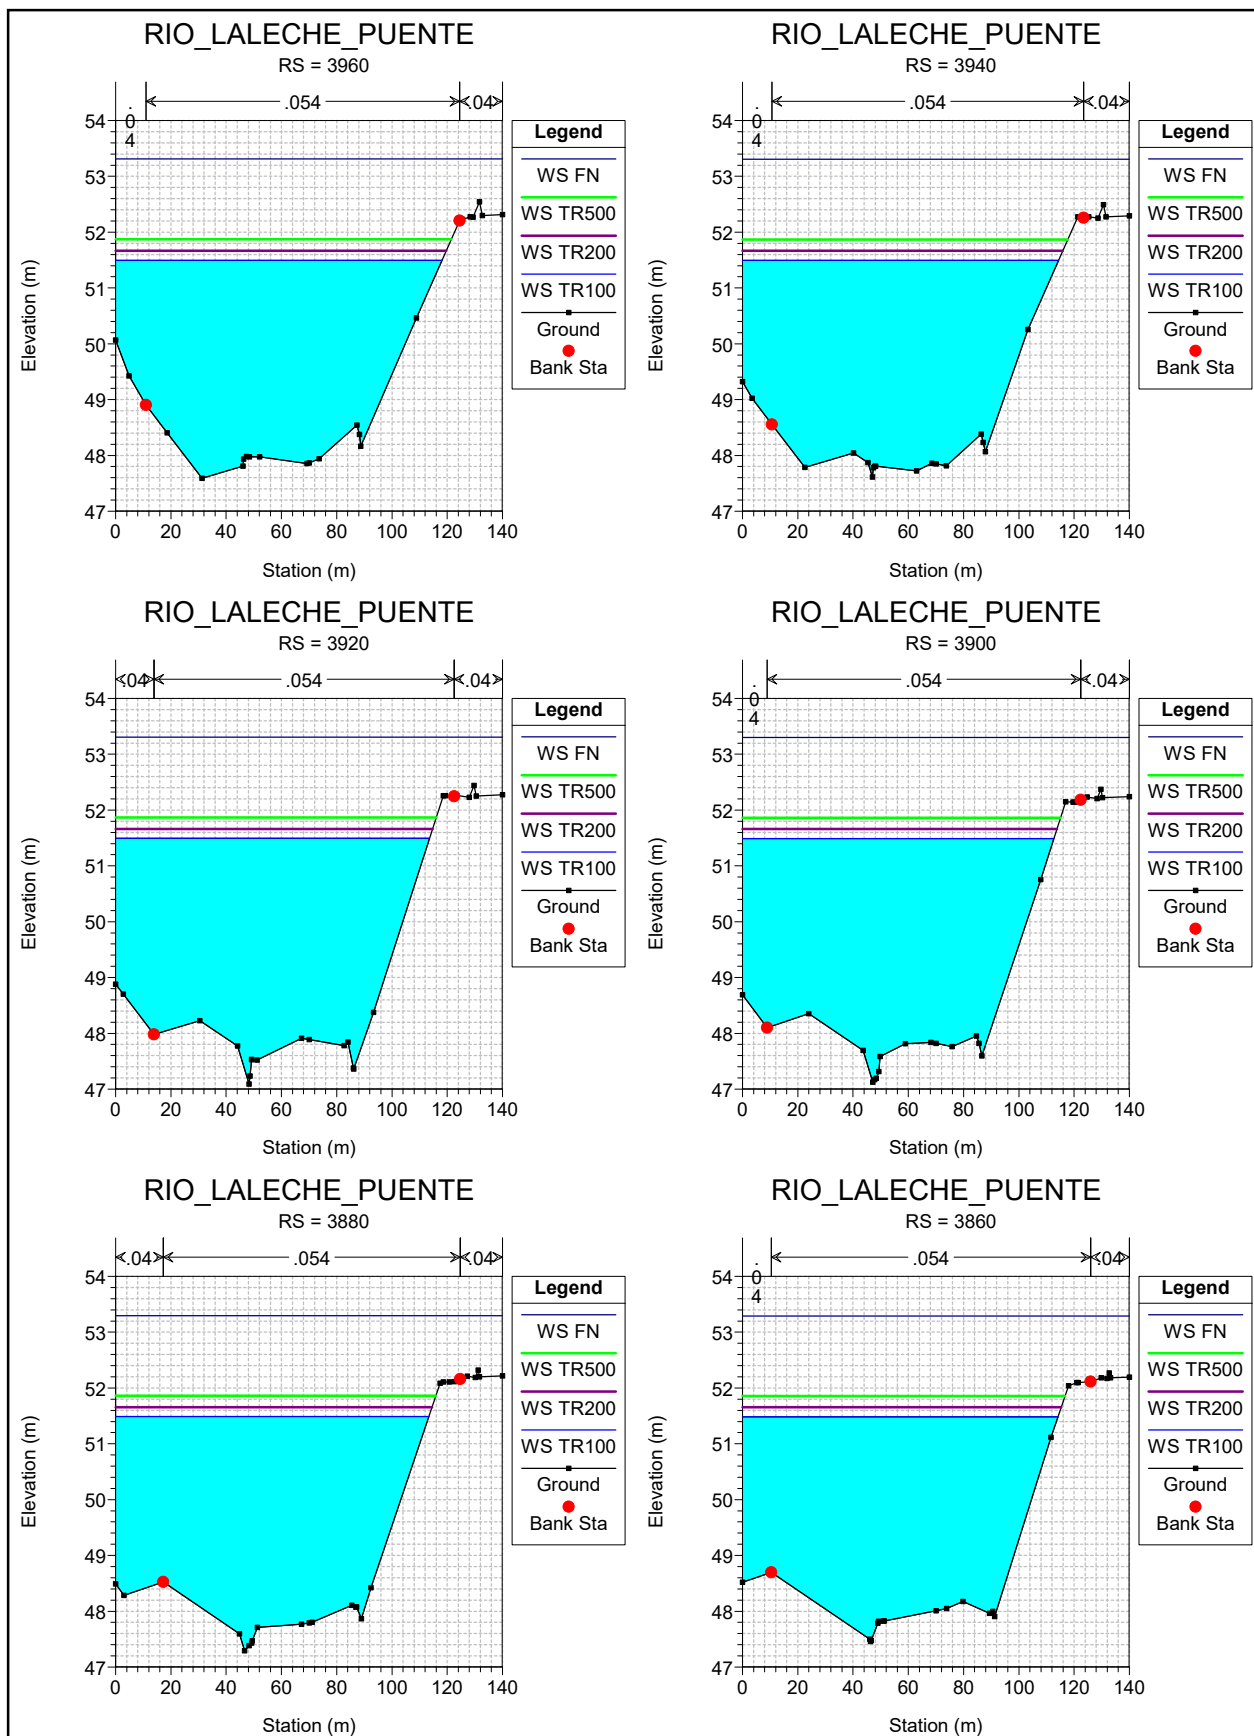 RIO_LALECHE_PUENTE
RS = 3960
.04
.054
.04
54
53
52
51
50
49
48
47
0 20 40 60 80 100 120 140
Elevation (m)
Station (m)
Legend
WS FN
WS TR500
WS TR200
WS TR100
Ground
Bank Sta
RIO_LALECHE_PUENTE
RS = 3940
.04
.054
.04
54
53
52
51
50
49
48
47
0 20 40 60 80 100 120 140
Elevation (m)
Station (m)
Legend
WS FN
WS TR500
WS TR200
WS TR100
Ground
Bank Sta
RIO_LALECHE_PUENTE
RS = 3920
.04
.054
.04
54
53
52
51
50
49
48
47
0 20 40 60 80 100 120 140
Elevation (m)
Station (m)
Legend
WS FN
WS TR500
WS TR200
WS TR100
Ground
Bank Sta
RIO_LALECHE_PUENTE
RS = 3900
.04
.054
.04
54
53
52
51
50
49
48
47
0 20 40 60 80 100 120 140
Elevation (m)
Station (m)
Legend
WS FN
WS TR500
WS TR200
WS TR100
Ground
Bank Sta
RIO_LALECHE_PUENTE
RS = 3880
.04
.054
.04
54
53
52
51
50
49
48
47
0 20 40 60 80 100 120 140
Elevation (m)
Station (m)
Legend
WS FN
WS TR500
WS TR200
WS TR100
Ground
Bank Sta
RIO_LALECHE_PUENTE
RS = 3860
.04
.054
.04
54
53
52
51
50
49
48
47
0 20 40 60 80 100 120 140
Elevation (m)
Station (m)
Legend
WS FN
WS TR500
WS TR200
WS TR100
Ground
Bank Sta